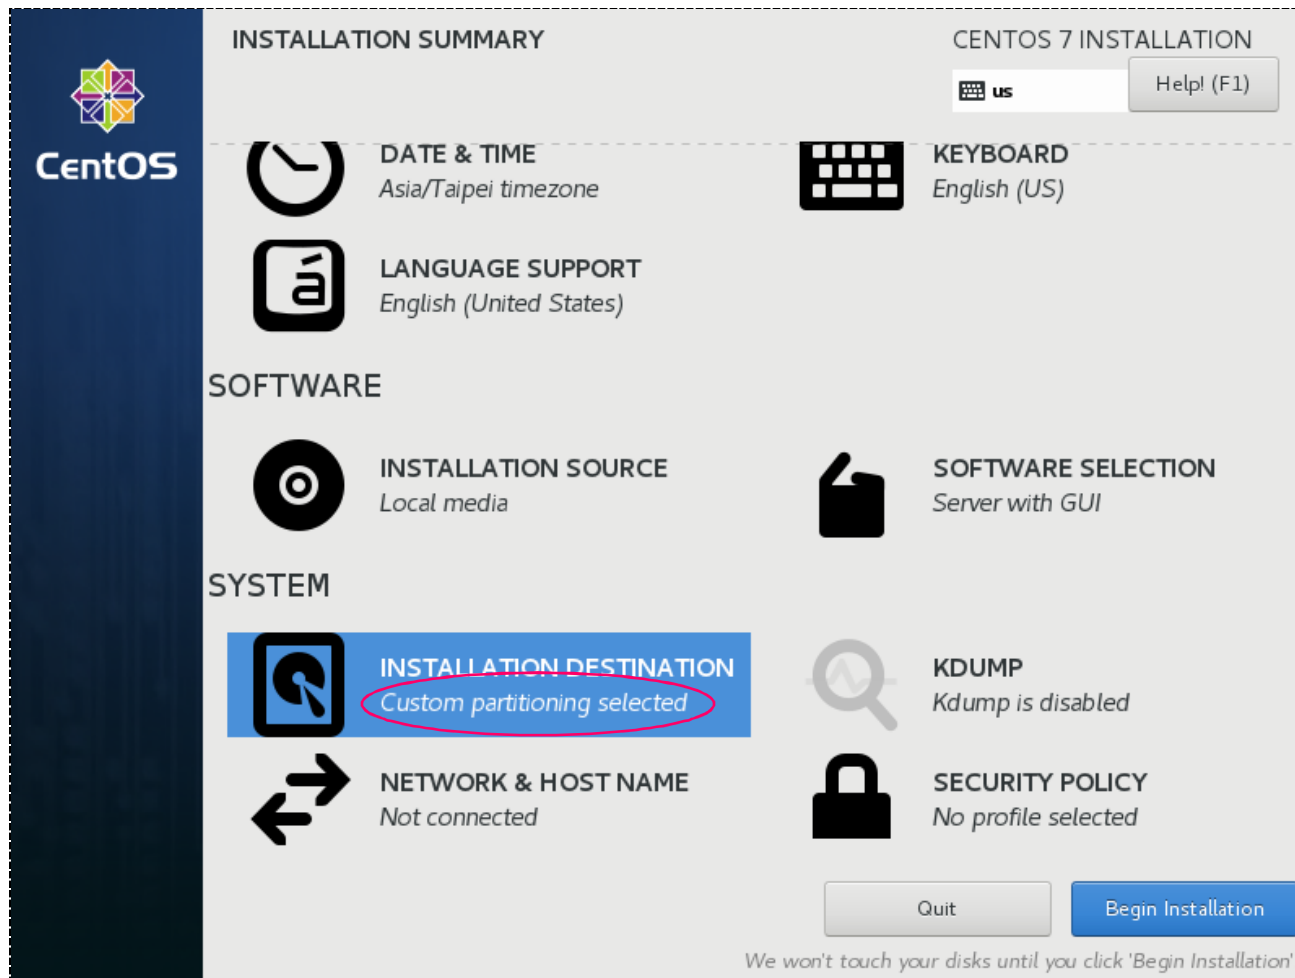 INSTALLATION SUMMARY
CENTOS 7 INSTALLATION
us
Help! (F1)
CentOS
DATE & TIME
Asia/Taipei timezone
KEYBOARD
English (US)
á
LANGUAGE SUPPORT
English (United States)
SOFTWARE
INSTALLATION SOURCE
Local media
SOFTWARE SELECTION
Server with GUI
SYSTEM
INSTALLATION DESTINATION
Custom partitioning selected
KDUMP
Kdump is disabled
NETWORK & HOST NAME
Not connected
SECURITY POLICY
No profile selected
Quit
Begin Installation
We won't touch your disks until you click 'Begin Installation'